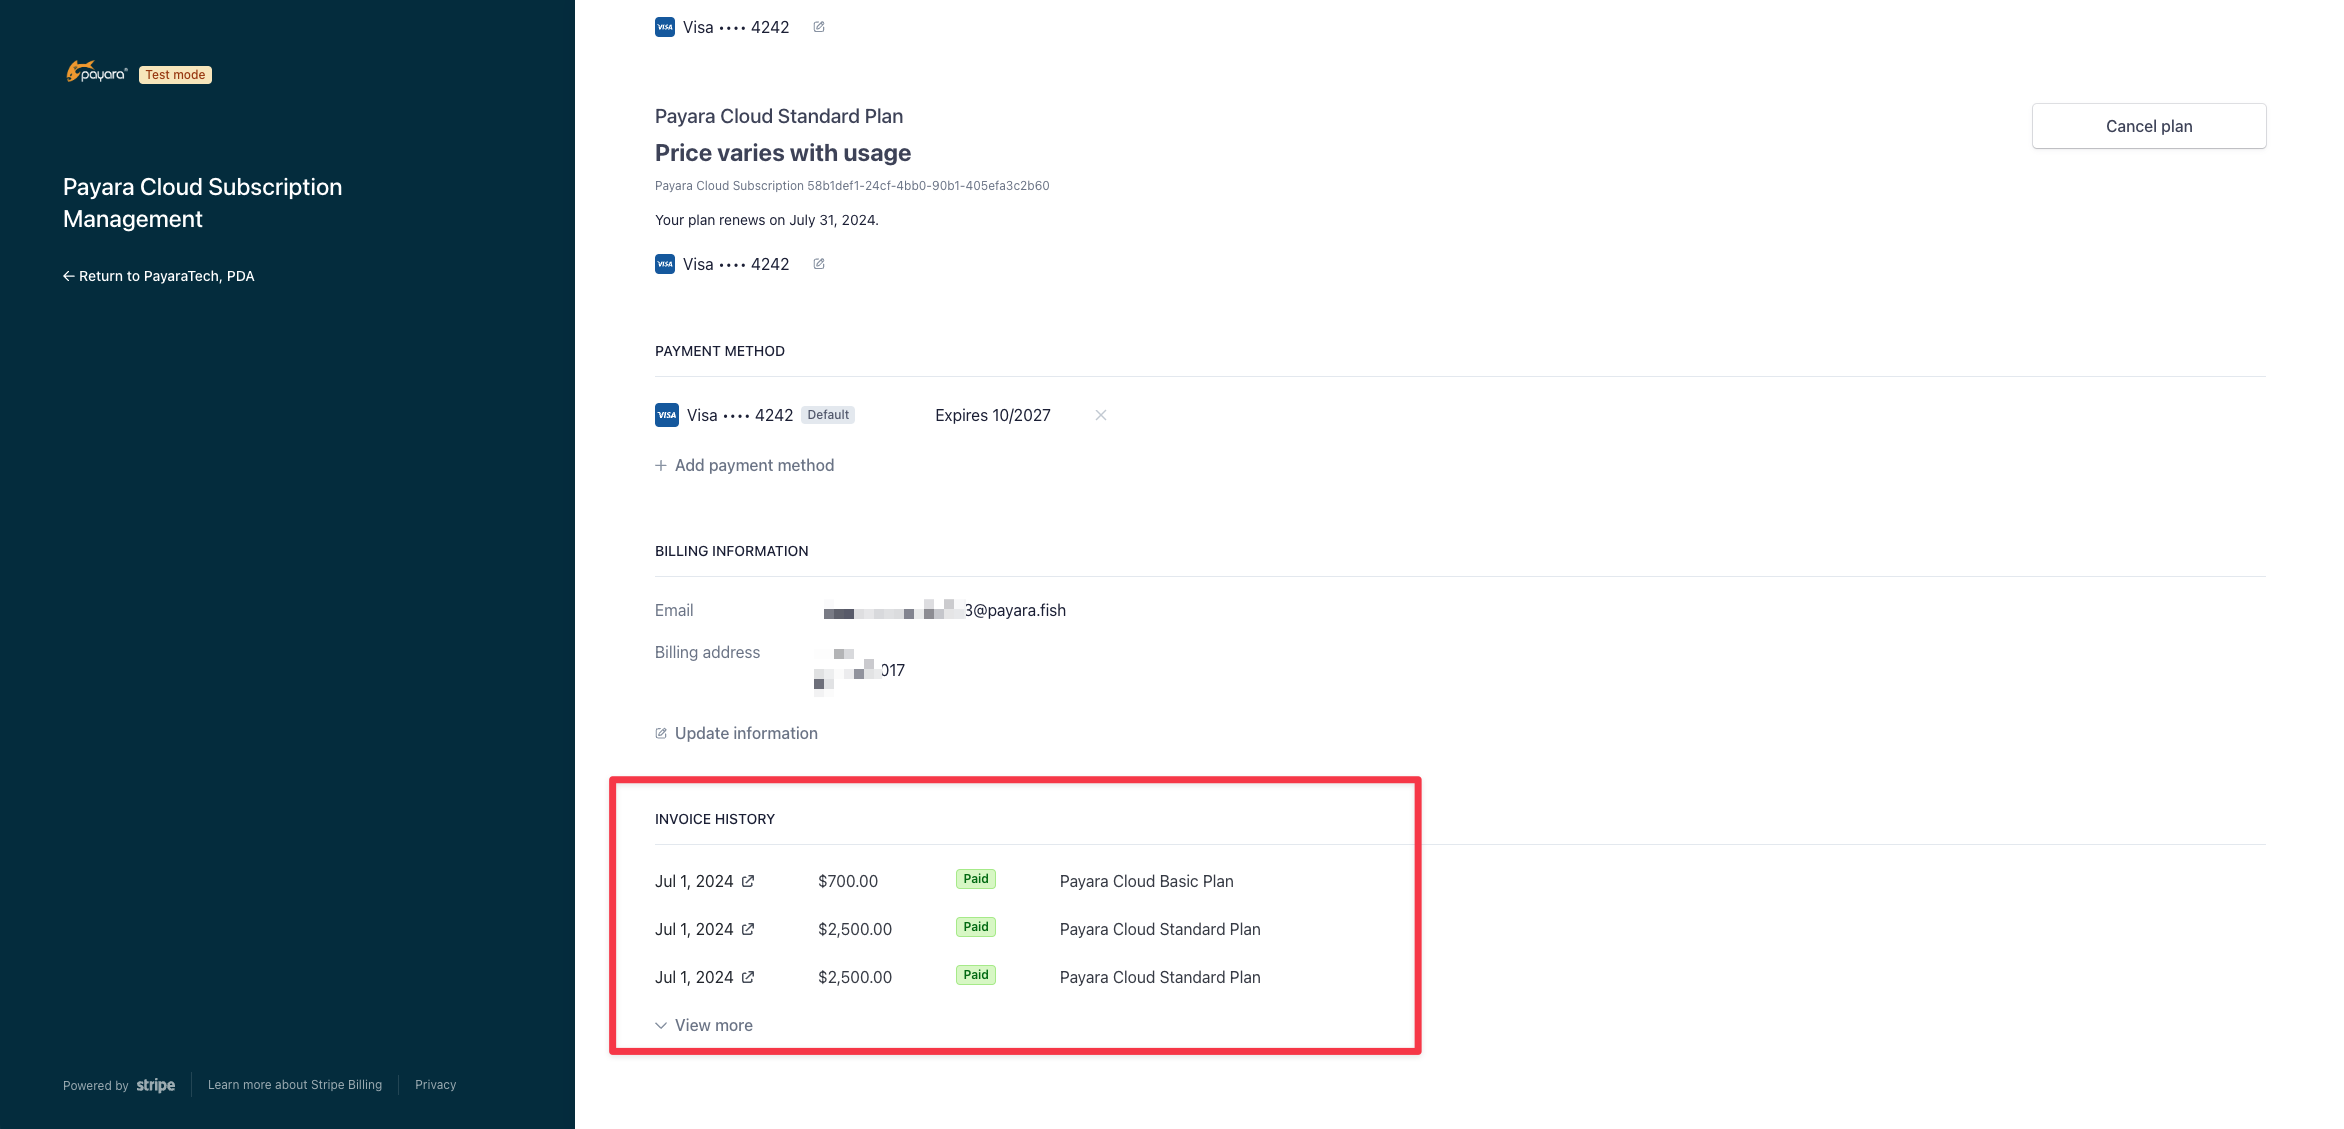 payara®
Test mode
Payara Cloud Subscription
Management
← Return to PayaraTech, PDA
Powered by stripe
Learn more about Stripe Billing
Privacy
VISA Visa •••• 4242
Payara Cloud Standard Plan
Cancel plan
Price varies with usage
Payara Cloud Subscription 58b1def1-24cf-4bb0-90b1-405efa3c2b60
Your plan renews on July 31, 2024.
VISA Visa •••• 4242
PAYMENT METHOD
VISA Visa •••• 4242 Default Expires 10/2027
+ Add payment method
BILLING INFORMATION
Email 3@payara.fish
Billing address
017
Update information
INVOICE HISTORY
Jul 1, 2024 $700.00 Paid Payara Cloud Basic Plan
Jul 1, 2024 $2,500.00 Paid Payara Cloud Standard Plan
Jul 1, 2024 $2,500.00 Paid Payara Cloud Standard Plan
View more